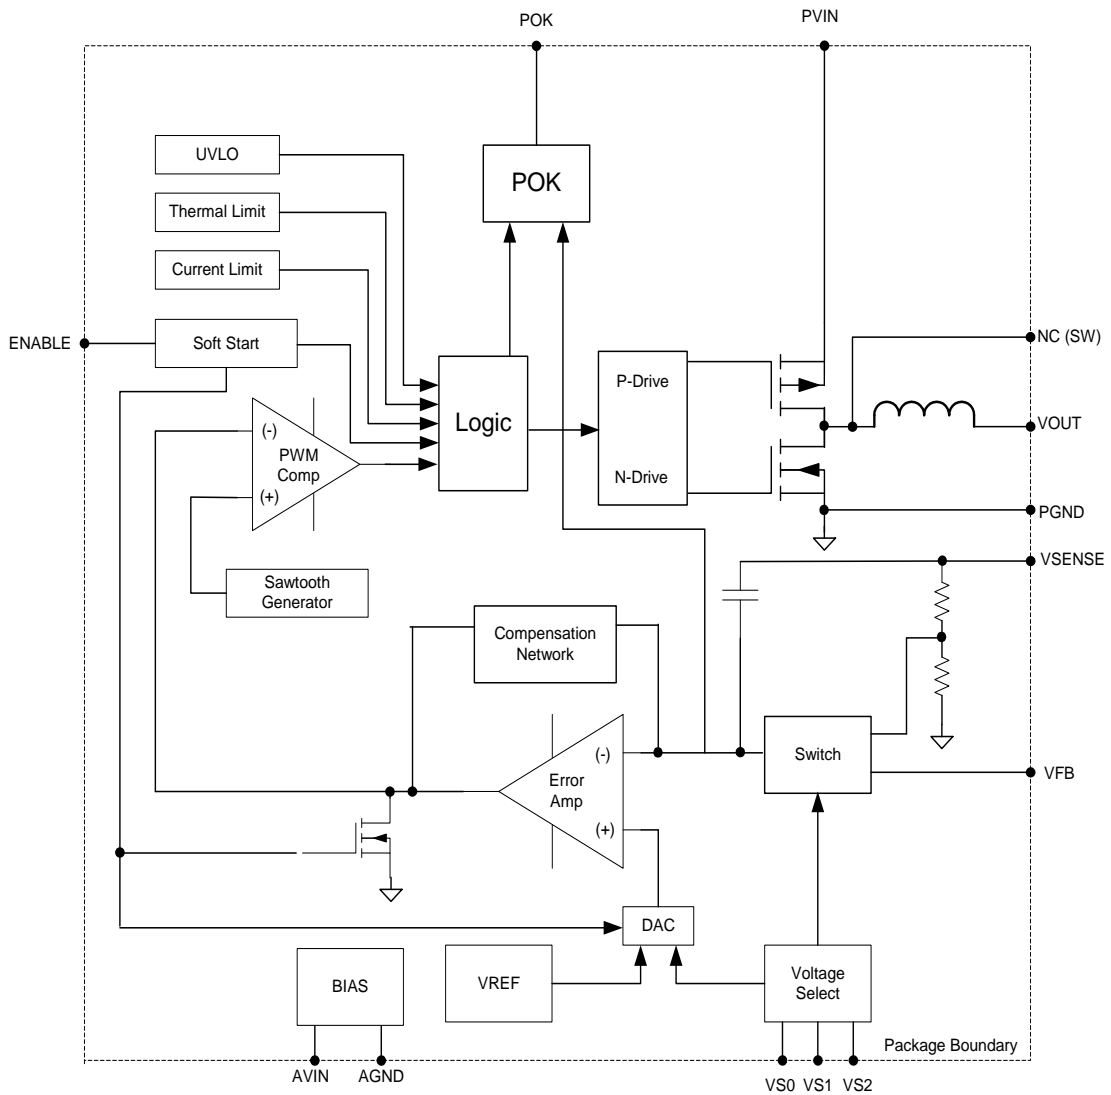 POK
PVIN
UVLO
POK
Thermal Limit
Current Limit
ENABLE
Soft Start
NC (SW)
P-Drive
Logic
VOUT
(-)
PWM
Comp
N-Drive
(+)
PGND
VSENSE
Sawtooth
Generator
Compensation
Network
(-)
Switch
VFB
Error
Amp
(+)
DAC
BIAS
VREF
Voltage
Select
Package Boundary
AVIN
AGND
VS0
VS1
VS2